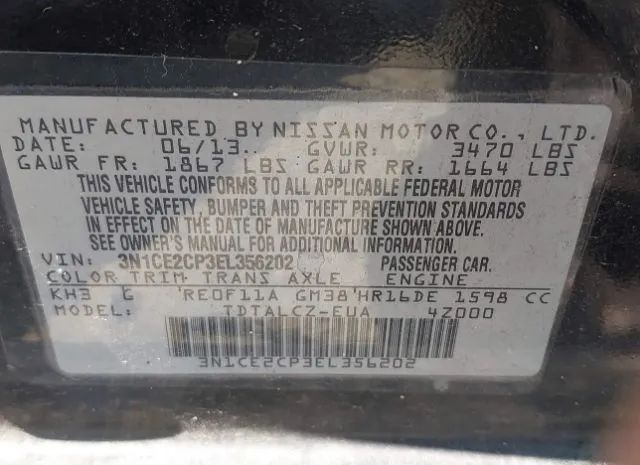 MANUFACTURED BY NISSAN MOTOR CO., LTD.
DATE: 06/13.. GVWR: 3470 LBS
GAWR FR: 1867 LBS GAWR RR: 1664 LBS
THIS VEHICLE CONFORMS TO ALL APPLICABLE FEDERAL MOTOR
VEHICLE SAFETY, BUMPER AND THEFT PREVENTION STANDARDS
IN EFFECT ON THE DATE OF MANUFACTURE SHOWN ABOVE.
SEE OWNER'S MANUAL FOR ADDITIONAL INFORMATION.
VIN: 3N1CE2CP3EL356202 PASSENGER CAR.
COLOR TRIM TRANS AXLE ENGINE
KH3 G RE0F11A GM38 HR16DE 1598 CC
TDTALCZ-EUA 4Z000
3N1CE2CP3EL356202